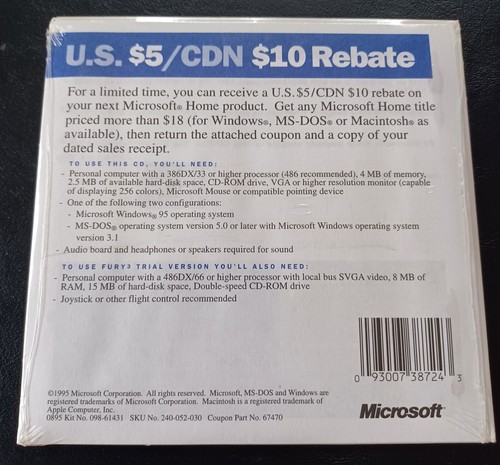 U.S. $5/CDN $10 Rebate
For a limited time, you can receive a U.S.$5/CDN $10 rebate on
your next Microsoft® Home product. Get any Microsoft Home title
priced more than $18 (for Windows®, MS-DOS® or Macintosh® as
available), then return the attached coupon and a copy of your
dated sales receipt.
TO USE THIS CD, YOU'LL NEED:
- Personal computer with a 386DX/33 or higher processor (486 recommended), 4 MB of memory,
2.5 MB of available hard-disk space, CD-ROM drive, VGA or higher resolution monitor (capable
of displaying 256 colors), Microsoft Mouse or compatible pointing device
- One of the following two configurations:
- Microsoft Windows® 95 operating system
- MS-DOS® operating system version 5.0 or later with Microsoft Windows operating system
version 3.1
- Audio board and headphones or speakers required for sound
TO USE FURY³ TRIAL VERSION YOU'LL ALSO NEED:
- Personal computer with a 486DX/66 or higher processor with local bus SVGA video, 8 MB of
RAM, 15 MB of hard-disk space, Double-speed CD-ROM drive
- Joystick or other flight control recommended
0 93007 38724 3
©1995 Microsoft Corporation. All rights reserved. Microsoft, MS-DOS and Windows are
registered trademarks of Microsoft Corporation. Macintosh is a registered trademark of
Apple Computer, Inc.
0895 Kit No. 098-61431 SKU No. 240-052-030 Coupon Part No. 67470
Microsoft®